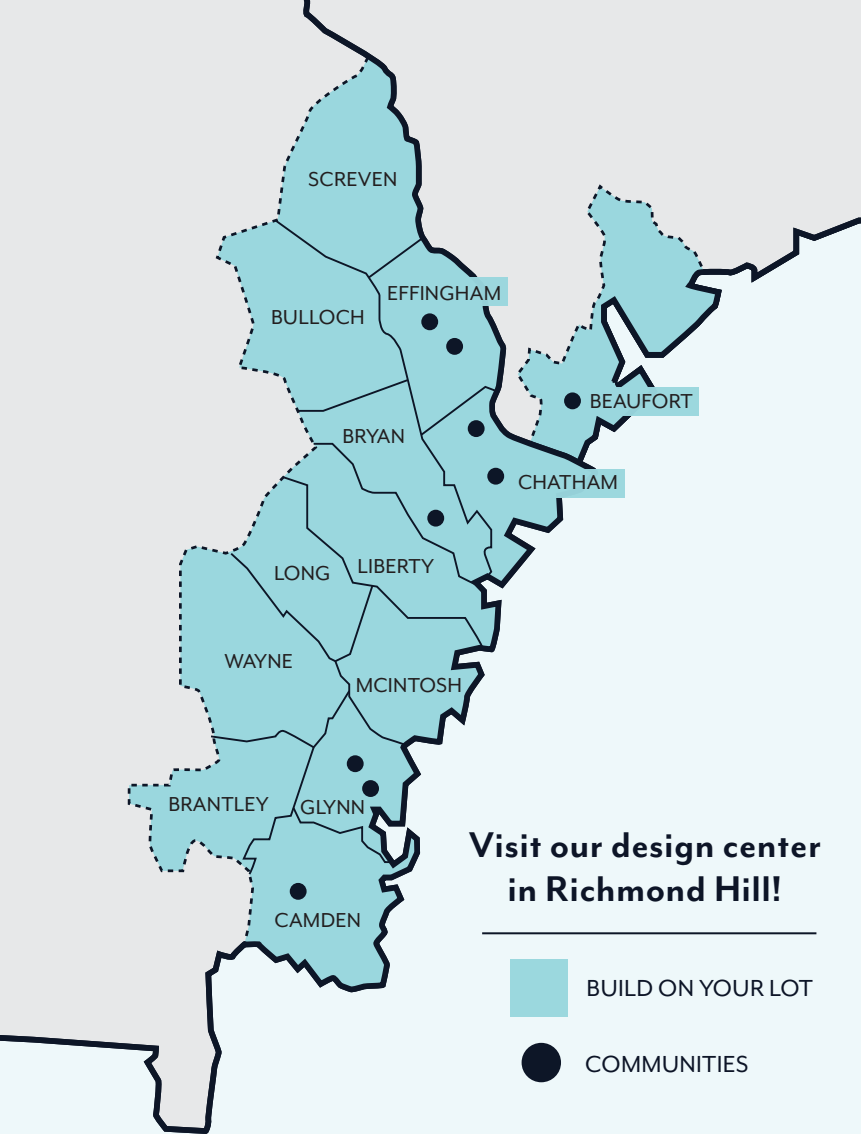 SCREVEN
EFFINGHAM
BULLOCH
BEAUFORT
BRYAN
CHATHAM
LIBERTY
LONG
WAYNE
MCINTOSH
BRANTLEY
GLYNN
CAMDEN
Visit our design center
in Richmond Hill!
BUILD ON YOUR LOT
COMMUNITIES